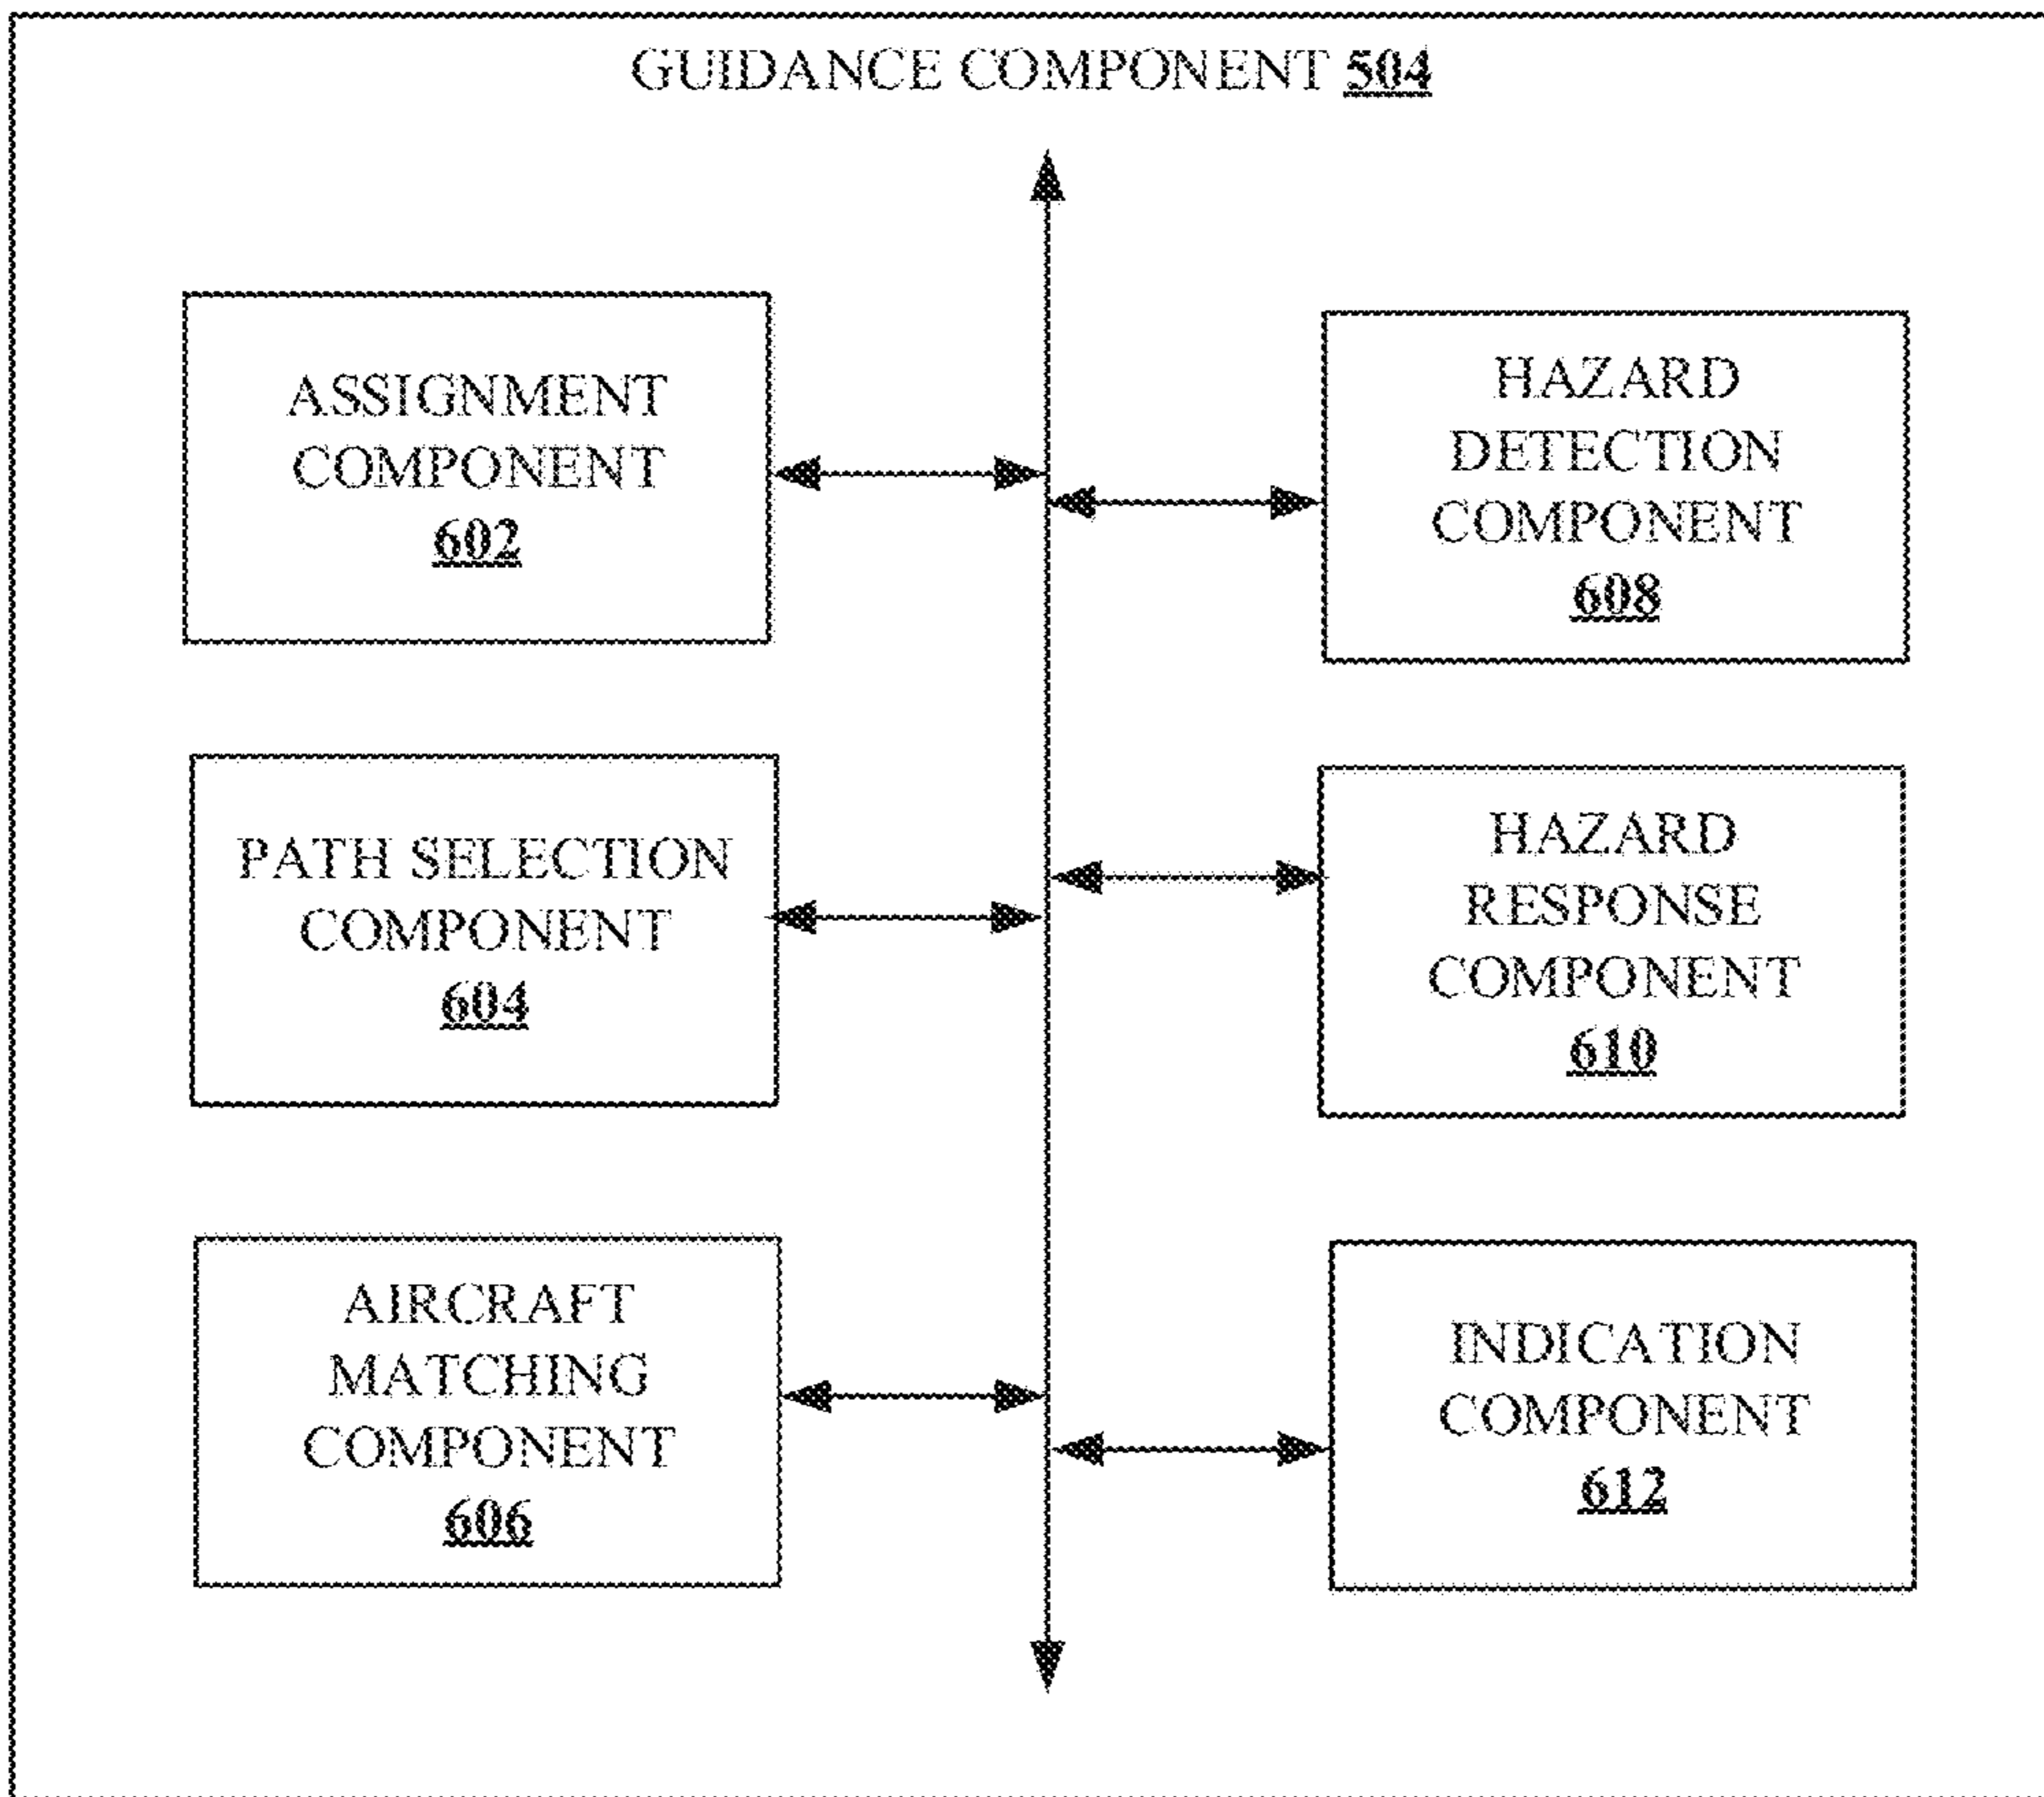 GUIDANCE COMPONENT 504
ASSIGNMENT
COMPONENT
602
PATH SELECTION
COMPONENT
604
AIRCRAFT
MATCHING
COMPONENT
606
HAZARD
DETECTION
COMPONENT
608
HAZARD
RESPONSE
COMPONENT
610
INDICATION
COMPONENT
612